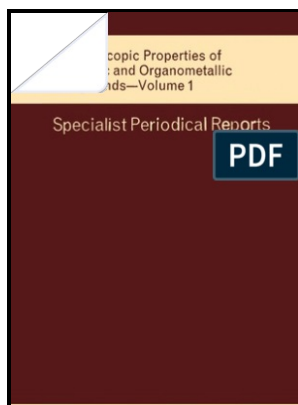 copic Properties of
and Organometallic
nds—Volume 1
Specialist Periodical Reports
PDF